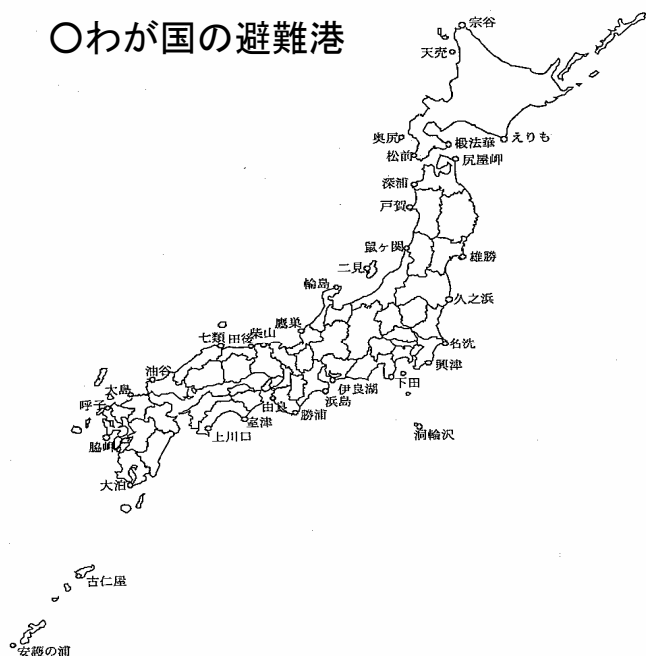 ○わが国の避難港
宗谷
天売
奥尻
椴法華
えりも
松前
尻屋岬
深浦
戸賀
鼠ヶ関
雄勝
二見
輪島
久之浜
鷹巣
七類
田後
柴山
名洗
興津
油谷
伊良湖
下田
大島
浜島
呼子
由良
勝浦
室津
上川口
洞輪沢
脇岬
大泊
古仁屋
安護の浦